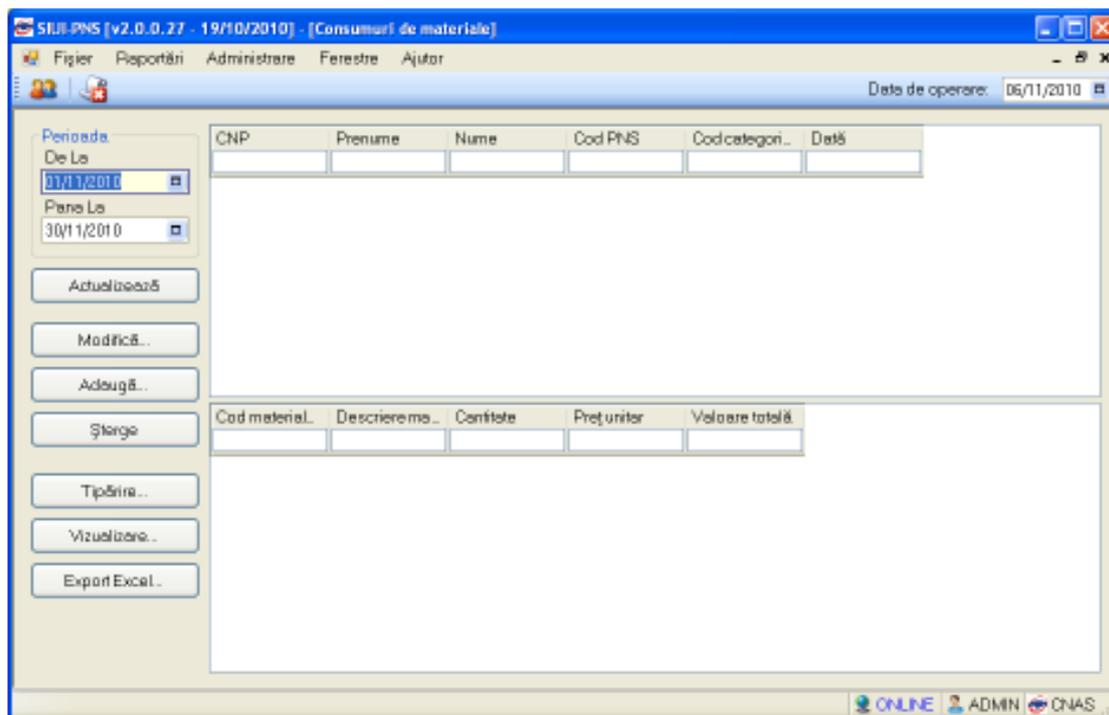 SIUI-PNS [v2.0.0.27 - 19/10/2010] - [Consumuri de materiale]
Fișier Raportări Administrare Ferestre Ajutor
Data de operare: 06/11/2010
Perioada
De La
01/11/2010
Pana La
30/11/2010
Actualizează
Modifică...
Adaugă...
Șterge
Tipărire...
Vizualizare...
Export Excel...
CNP Prenume Nume Cod PNS Cod categori... Dată
Cod material... Descriere ma... Cantitate Preț unitar Valoare totală
ONLINE ADMIN CNAS